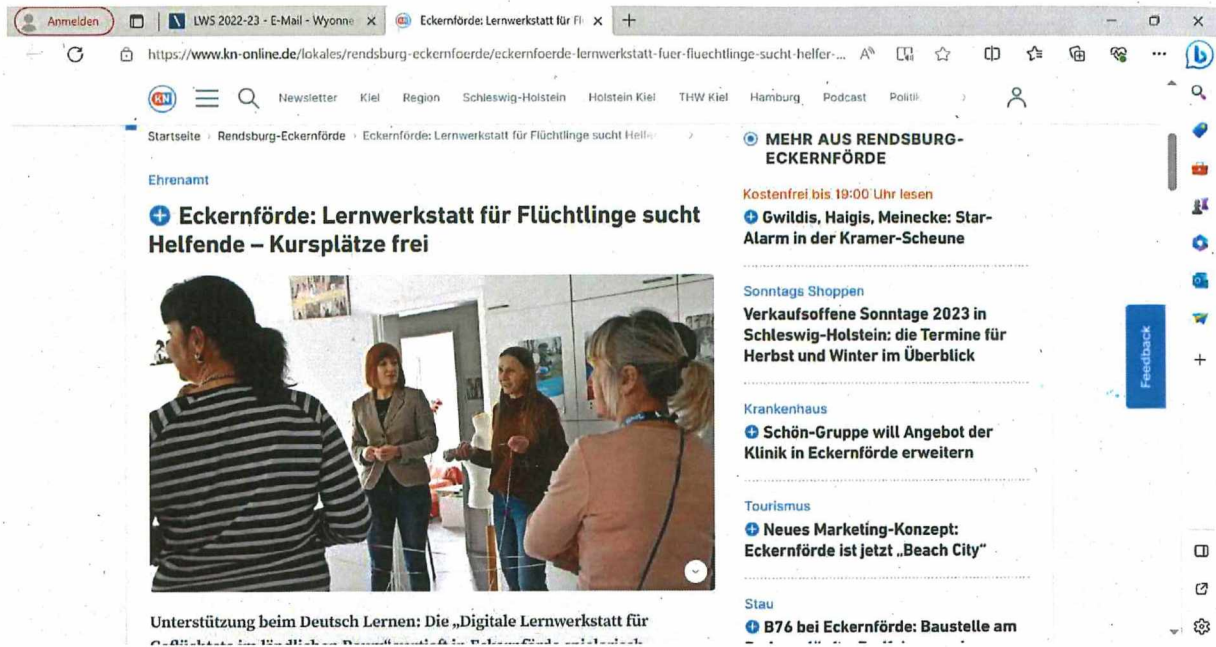 Anmelden
LWS 2022-23 - E-Mail - Wyonne
Eckernförde: Lernwerkstatt für Fl
https://www.kn-online.de/lokales/rendsburg-eckernfoerde/eckernfoerde-lernwerkstatt-fuer-fluechtlinge-sucht-helfer-...
KN
Newsletter Kiel Region Schleswig-Holstein Holstein Kiel THW Kiel Hamburg Podcast Politik
Startseite Rendsburg-Eckernförde Eckernförde: Lernwerkstatt für Flüchtlinge sucht
Ehrenamt
Eckernförde: Lernwerkstatt für Flüchtlinge sucht
Helfende – Kursplätze frei
Unterstützung beim Deutsch Lernen: Die „Digitale Lernwerkstatt für
MEHR AUS RENDSBURG-
ECKERNFÖRDE
Kostenfrei bis 19:00 Uhr lesen
Gwildis, Haigis, Meinecke: Star-
Alarm in der Kramer-Scheune
Sonntags Shoppen
Verkaufsoffene Sonntage 2023 in
Schleswig-Holstein: die Termine für
Herbst und Winter im Überblick
Krankenhaus
Schön-Gruppe will Angebot der
Klinik in Eckernförde erweitern
Tourismus
Neues Marketing-Konzept:
Eckernförde ist jetzt „Beach City“
Stau
B76 bei Eckernförde: Baustelle am
Feedback